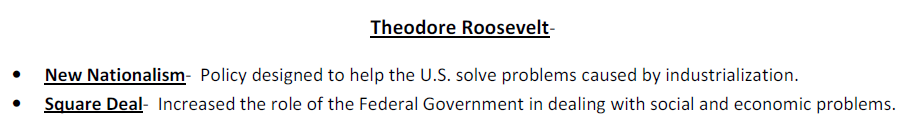 Theodore Roosevelt-
• New Nationalism- Policy designed to help the U.S. solve problems caused by industrialization.
• Square Deal- Increased the role of the Federal Government in dealing with social and economic problems.